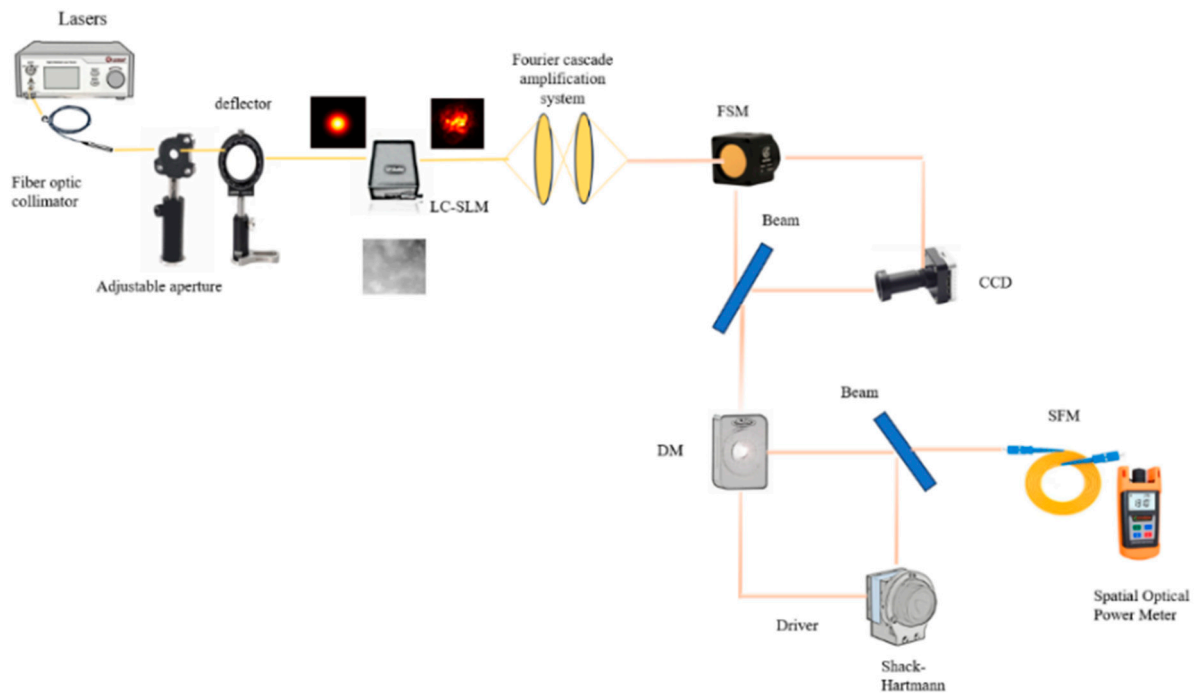 Lasers
Fourier cascade
amplification
system
deflector
FSM
Fiber optic
collimator
LC-SLM
Adjustable aperture
Beam
CCD
Beam
SFM
DM
Driver
Shack-
Hartmann
Spatial Optical
Power Meter